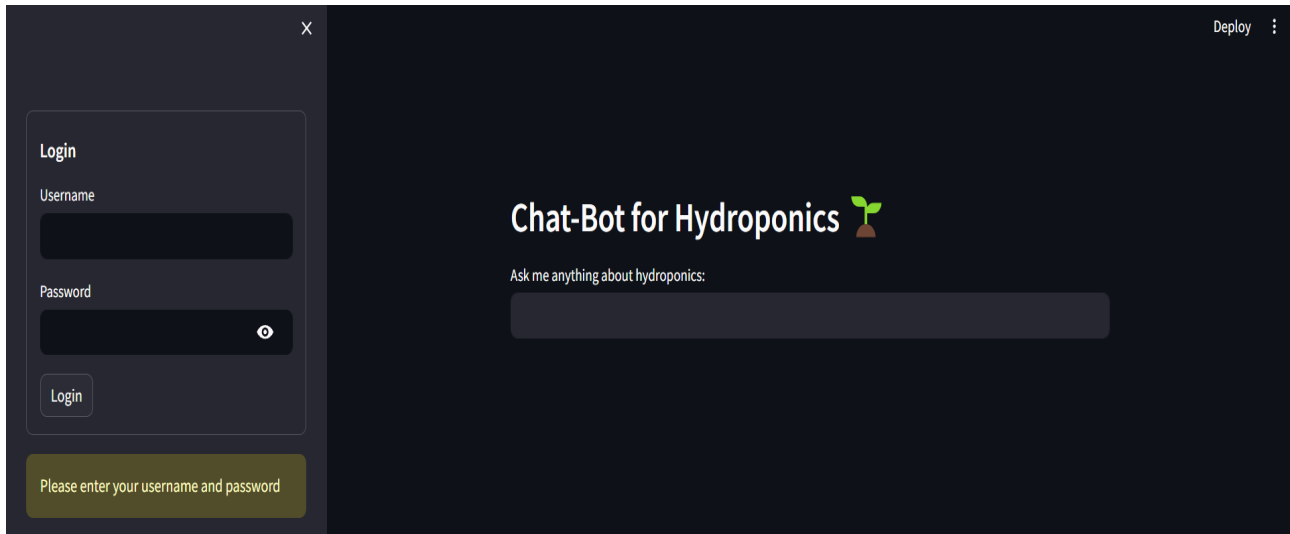 X
Deploy
Login
Username
Password
Login
Please enter your username and password
Chat-Bot for Hydroponics
Ask me anything about hydroponics: